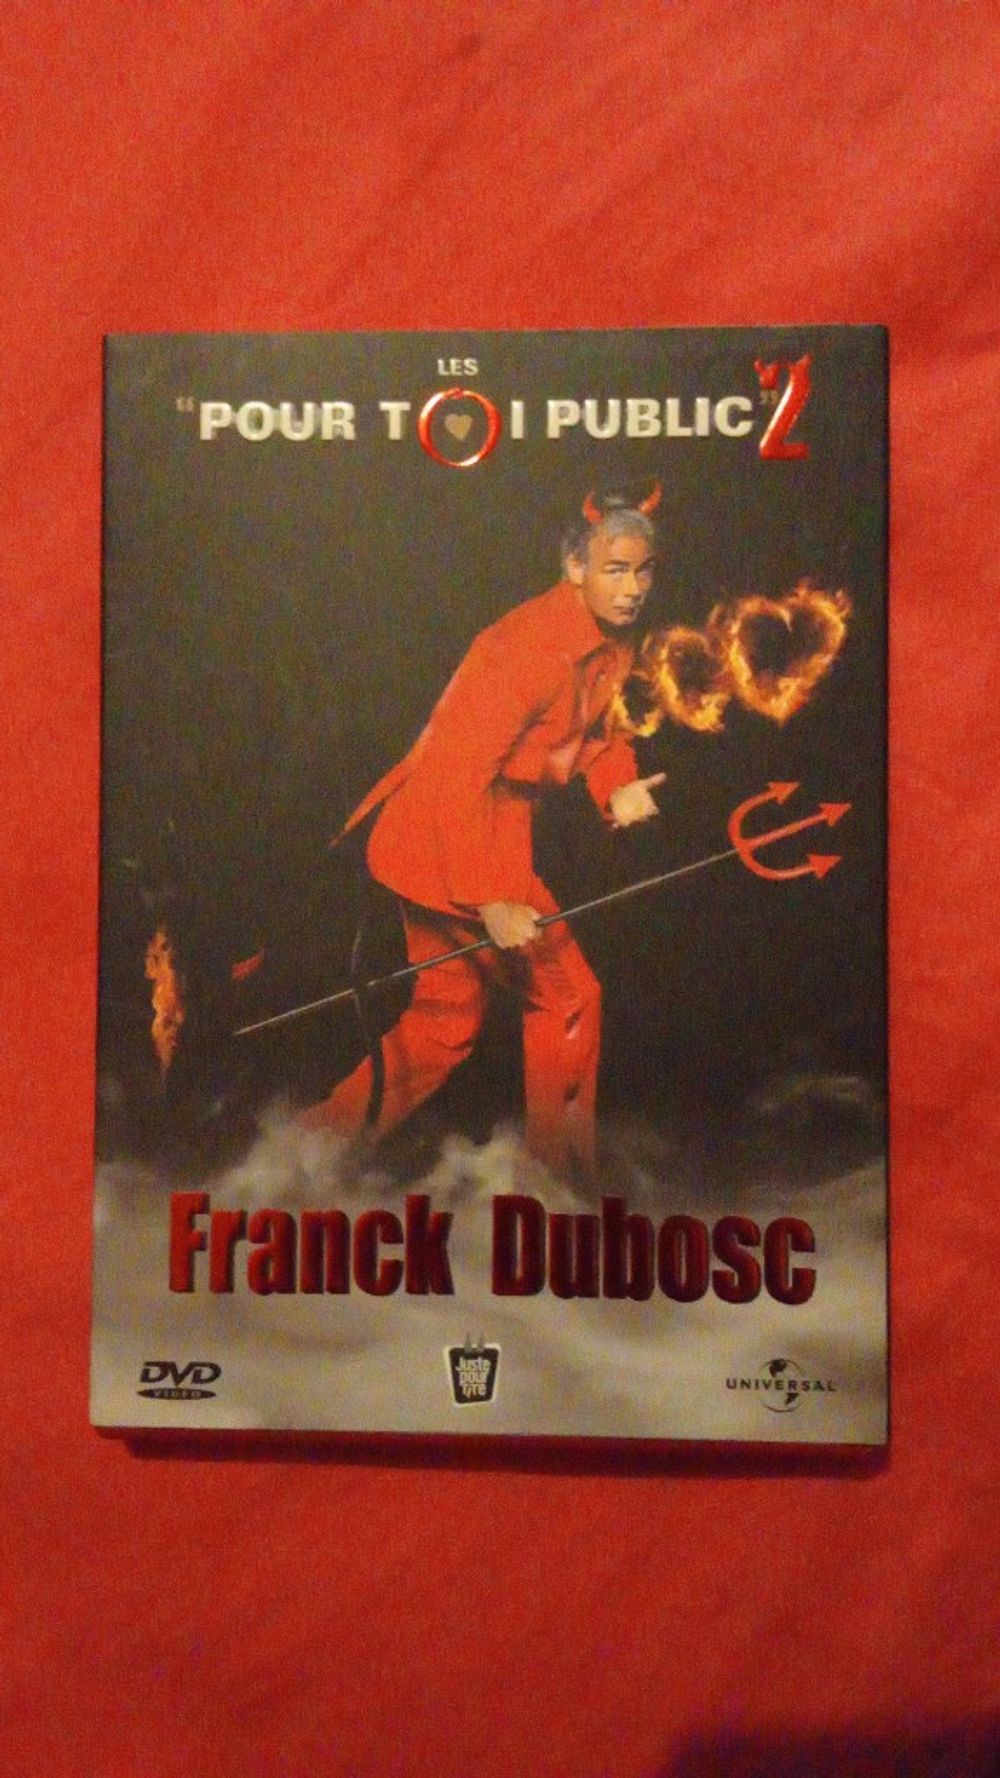 LES
"POUR TOI PUBLIC" 2
Franck Dubosc
DVD
VIDEO
Juste
pour
rire
UNIVERSAL